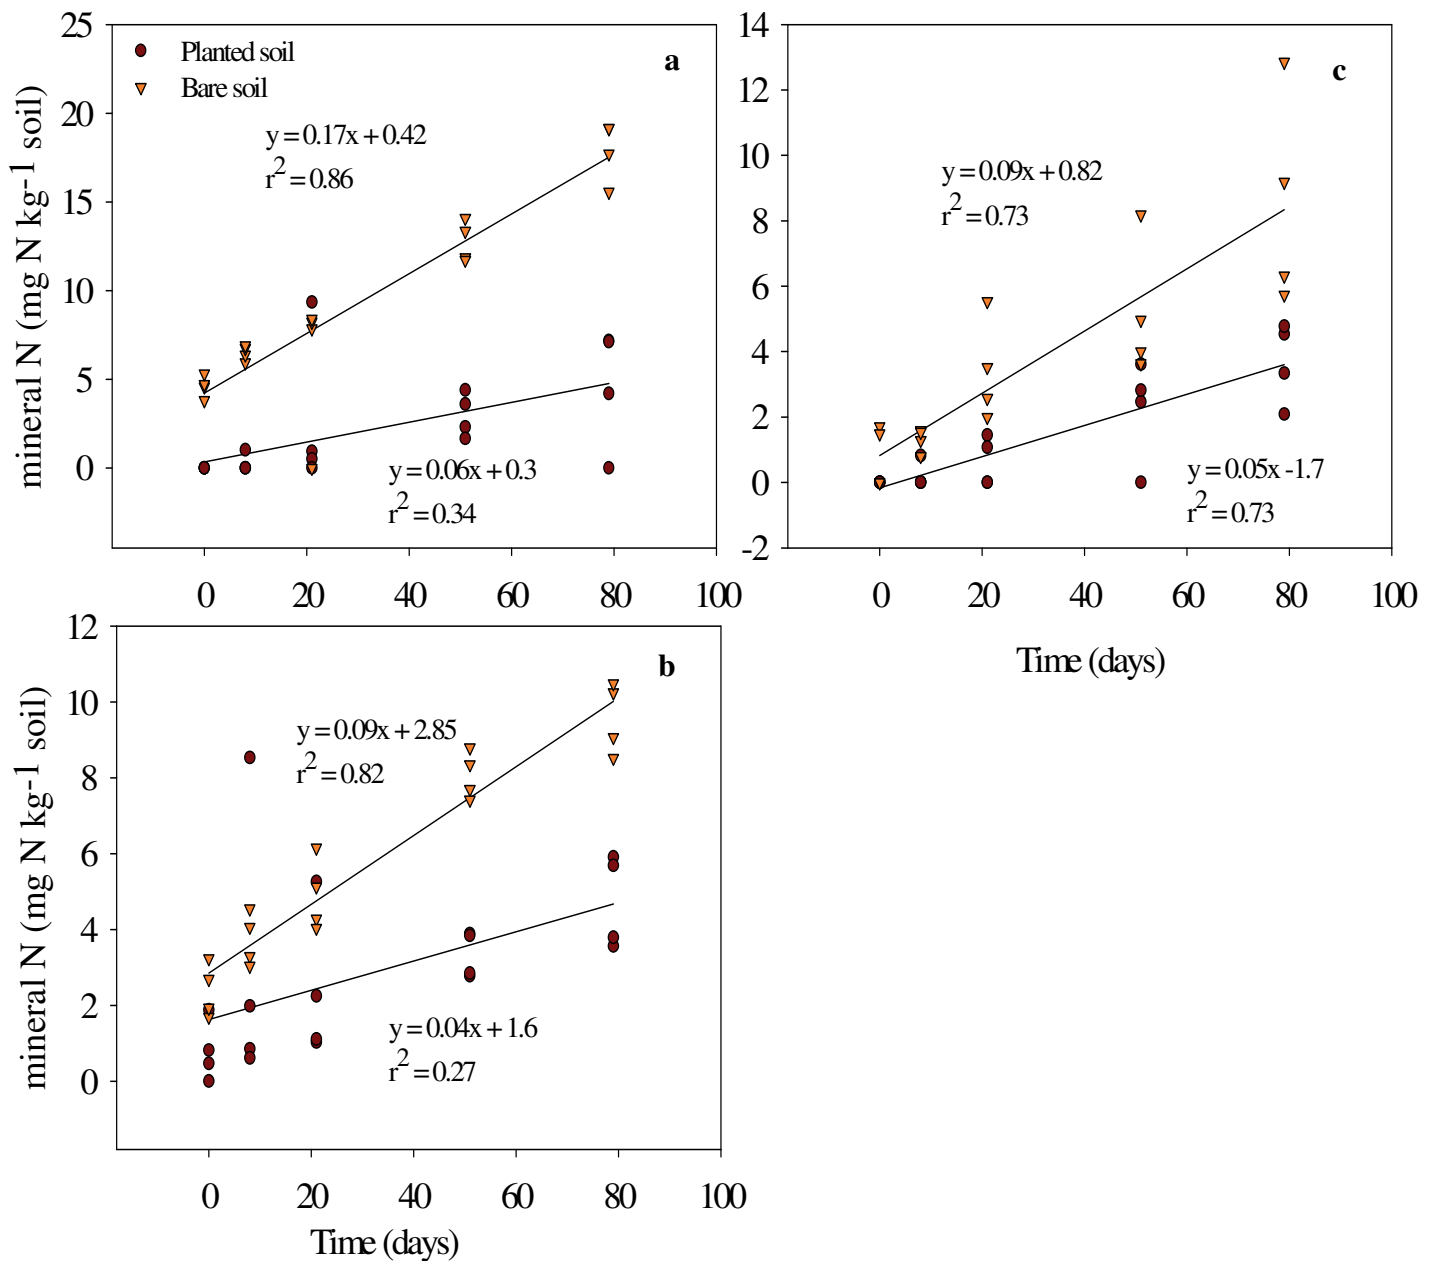 25
20
15
10
5
0
mineral N (mg N kg-1 soil)
Planted soil
Bare soil
a
y = 0.17x + 0.42
r2 = 0.86
y = 0.06x + 0.3
r2 = 0.34
0 20 40 60 80 100
14
12
10
8
6
4
2
0
-2
c
y = 0.09x + 0.82
r2 = 0.73
y = 0.05x -1.7
r2 = 0.73
0 20 40 60 80 100
Time (days)
12
10
8
6
4
2
0
mineral N (mg N kg-1 soil)
b
y = 0.09x + 2.85
r2 = 0.82
y = 0.04x + 1.6
r2 = 0.27
0 20 40 60 80 100
Time (days)